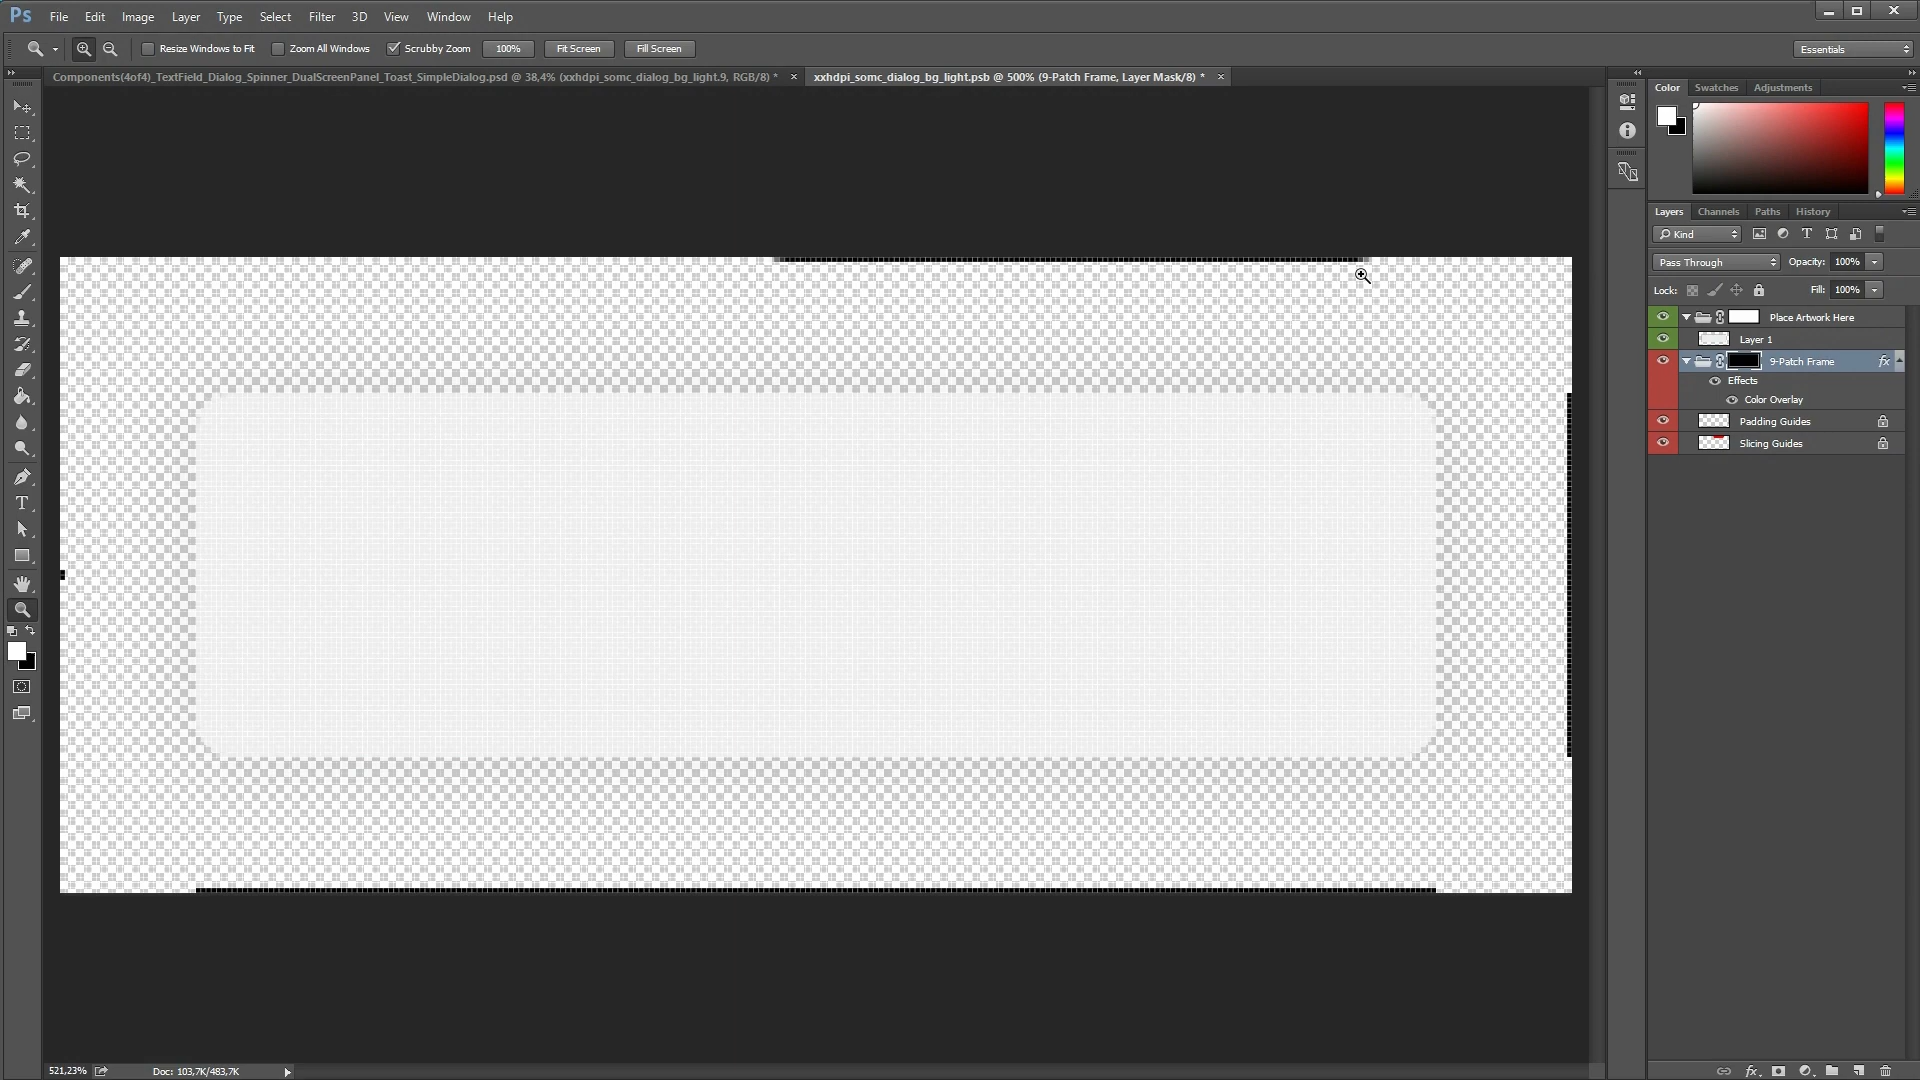 Ps File Edit Image Layer Type Select Filter 3D View Window Help
Resize Windows to Fit Zoom All Windows Scrubby Zoom 100% Fit Screen Fill Screen Essentials
Components(4of4)_TextField_Dialog_Spinner_DualScreenPanel_Toast_SimpleDialog.psd @ 38,4% (xxhdpi_somc_dialog_bg_light.9, RGB/8) * × xxhdpi_somc_dialog_bg_light.psb @ 500% (9-Patch Frame, Layer Mask/8) * ×
Color Swatches Adjustments
Layers Channels Paths History
Kind
Pass Through Opacity: 100%
Lock: Fill: 100%
Place Artwork Here
Layer 1
9-Patch Frame fx
Effects
Color Overlay
Padding Guides
Slicing Guides
521,23% Doc: 103,7K/483,7K
fx